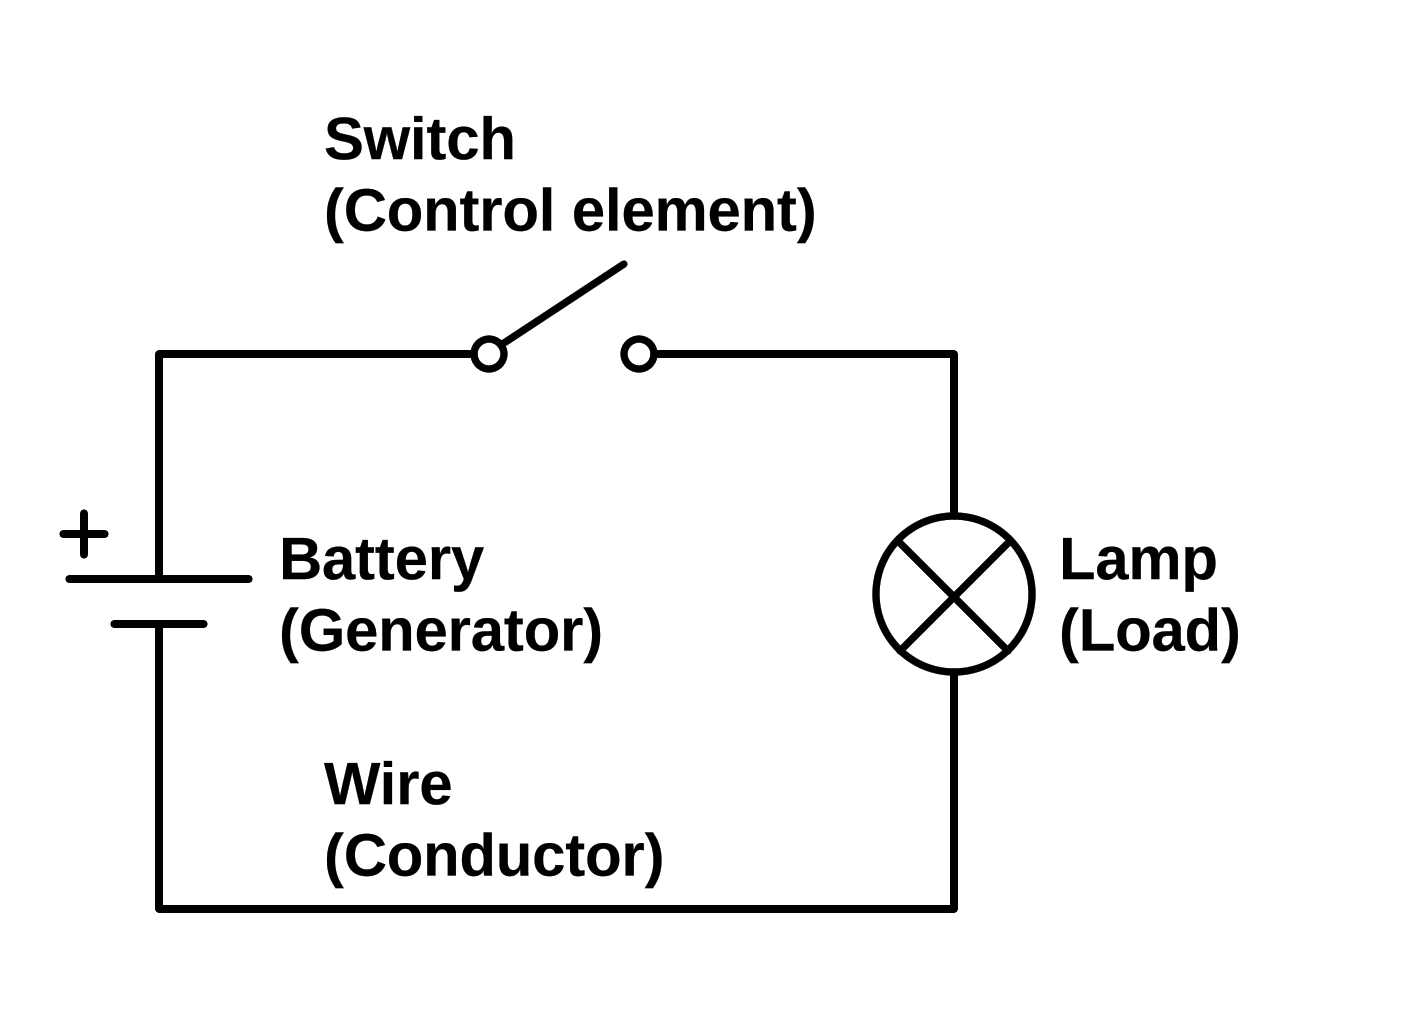 Switch
(Control element)
+
Battery
(Generator)
Lamp
(Load)
Wire
(Conductor)